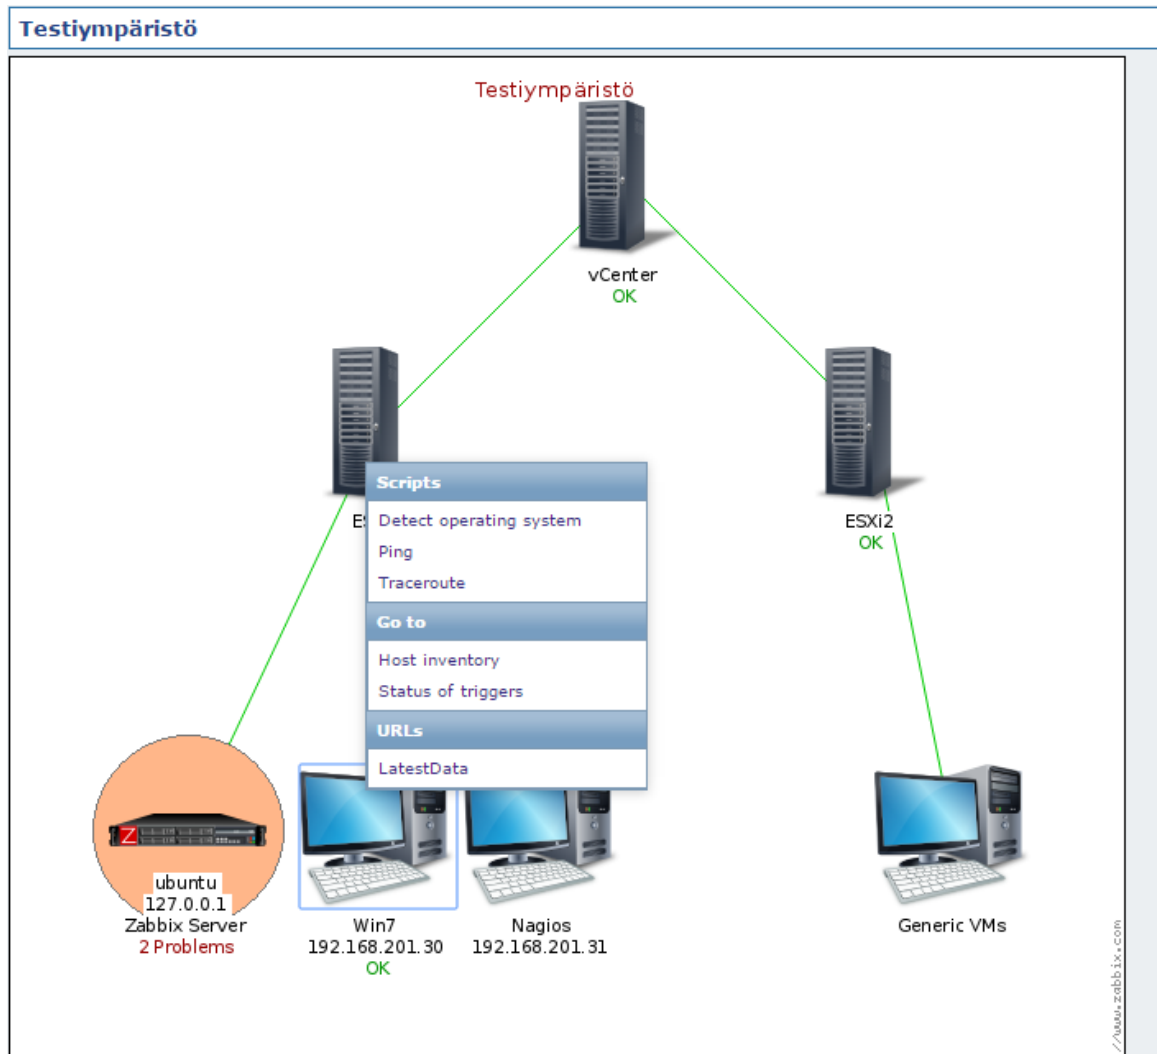 Testiympäristö
Testiympäristö
vCenter
OK
ESXi2
OK
Scripts
Detect operating system
Ping
Traceroute
Go to
Host inventory
Status of triggers
URLs
LatestData
Z
ubuntu
127.0.0.1
Zabbix Server
2 Problems
Win7
192.168.201.30
OK
Nagios
192.168.201.31
Generic VMs
//www.zabbix.com